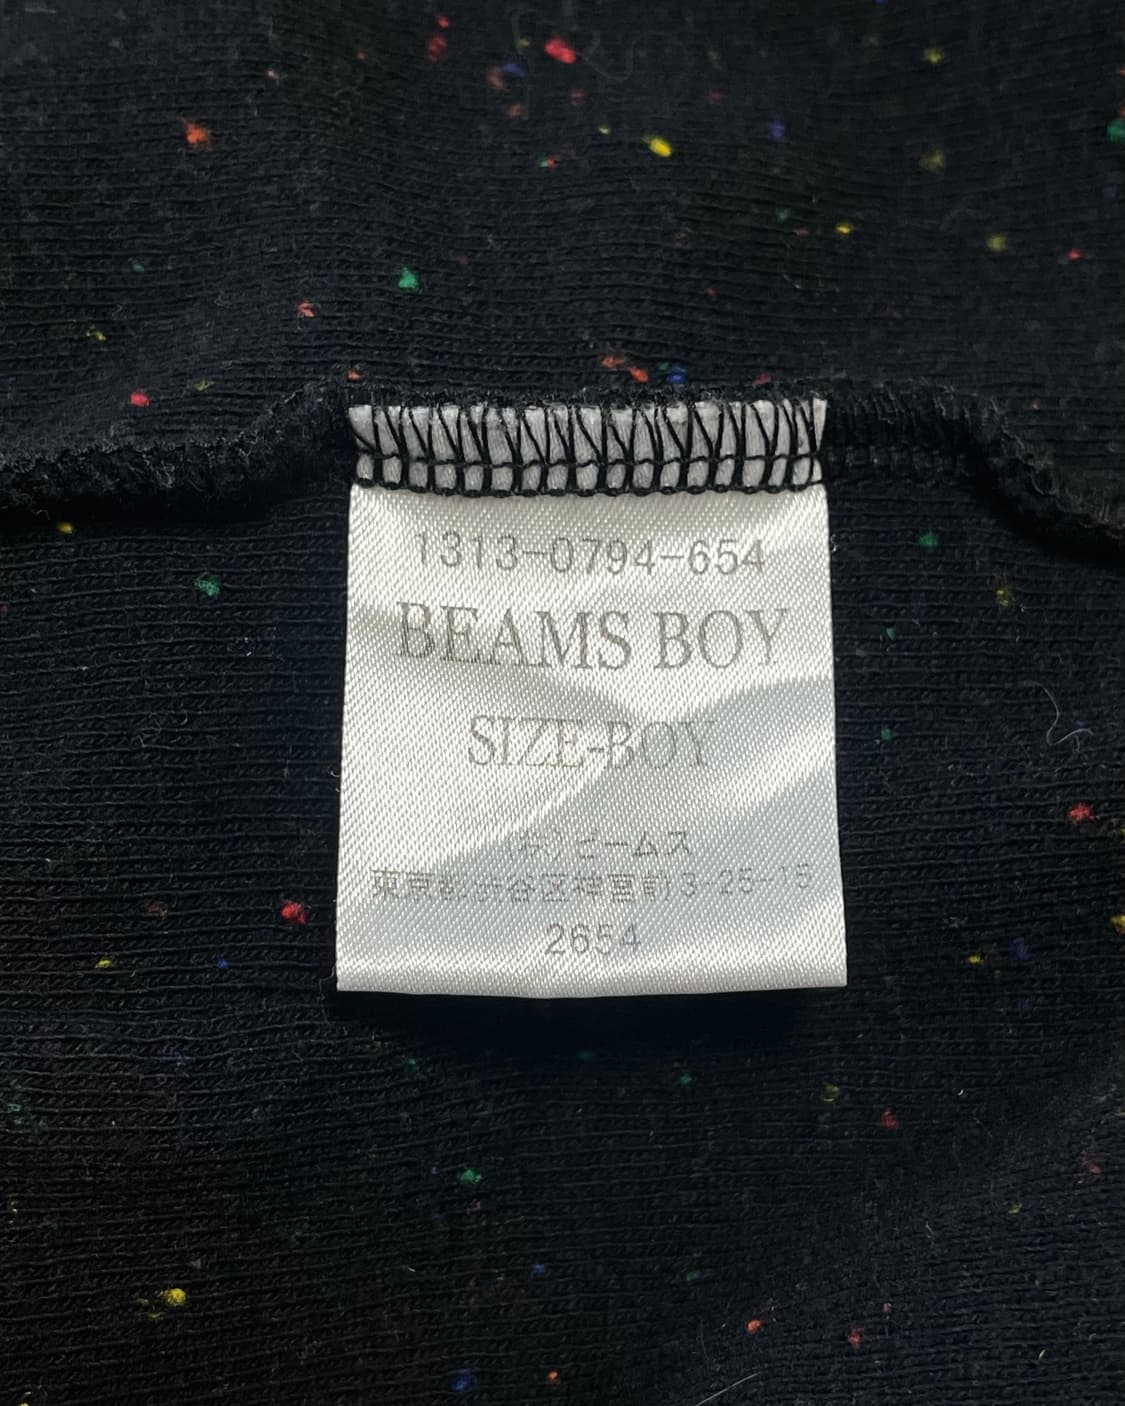 1313-0794-654
BEAMS BOY
SIZE-BOY
(株)ビームス
東京都渋谷区神宮前3-25-15
2654